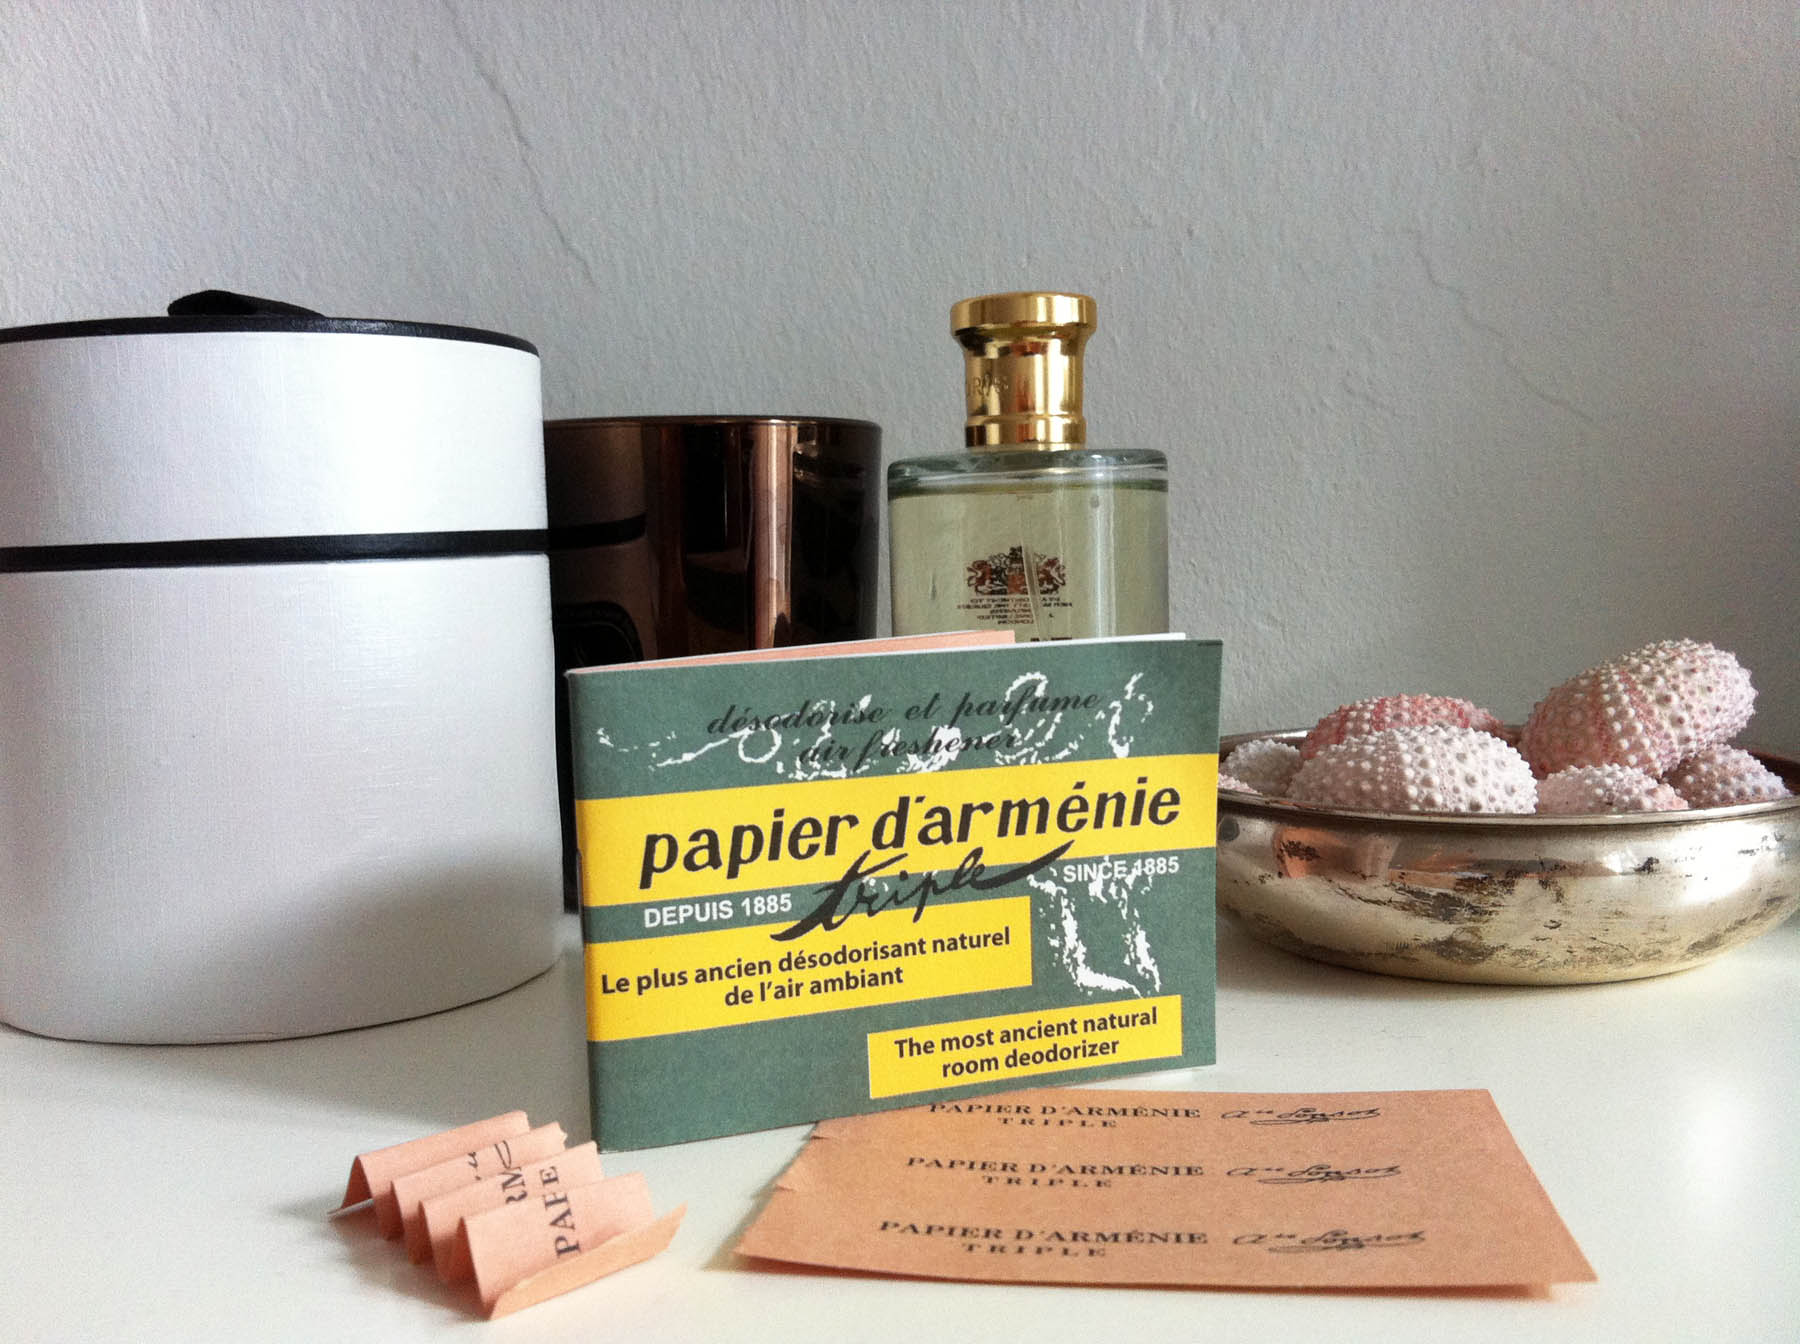 désodorise et parfume
air freshener
papier d'arménie
triple
DEPUIS 1885
SINCE 1885
Le plus ancien désodorisant naturel
de l'air ambiant
The most ancient natural
room deodorizer
PAPIER D'ARMÉNIE
TRIPLE
PAPIER D'ARMÉNIE
TRIPLE
PAPIER D'ARMÉNIE
TRIPLE
ARM
PAPE